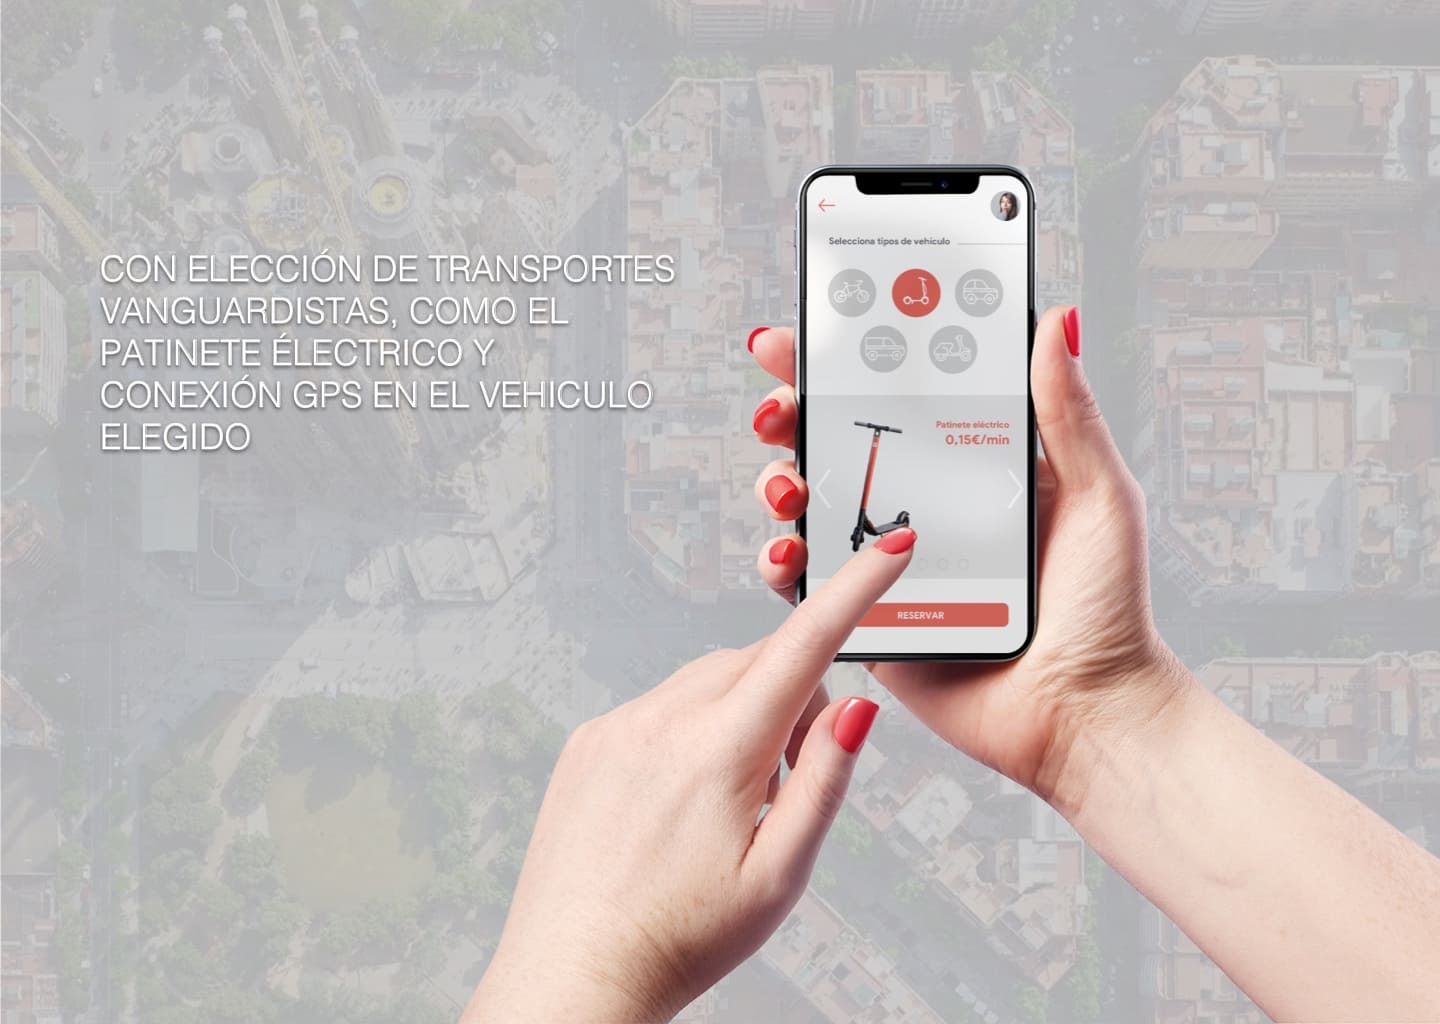 CON ELECCIÓN DE TRANSPORTES
VANGUARDISTAS, COMO EL
PATINETE ÉLECTRICO Y
CONEXIÓN GPS EN EL VEHICULO
ELEGIDO
Selecciona tipos de vehículo
Patinete eléctrico
0,15€/min
RESERVAR